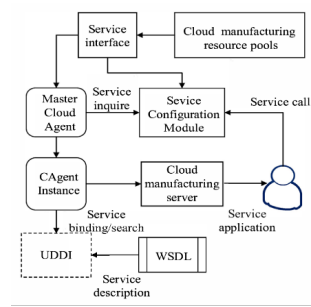 Service
interface
Cloud manufacturing
resource pools
Master
Cloud
Agent
Service
inquire
Sevice
Configuration
Module
Service call
CAgent
Instance
Cloud
manufacturing
server
Service
binding/search
Service
application
UDDI
WSDL
Service
description